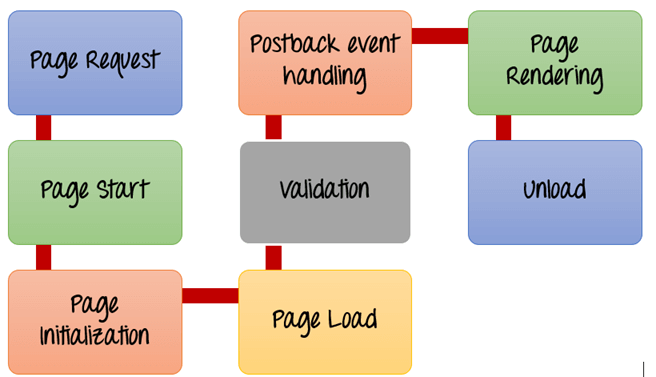 Page Request
Page Start
Page
Initialization
Page Load
Validation
Postback event
handling
Page
Rendering
Unload